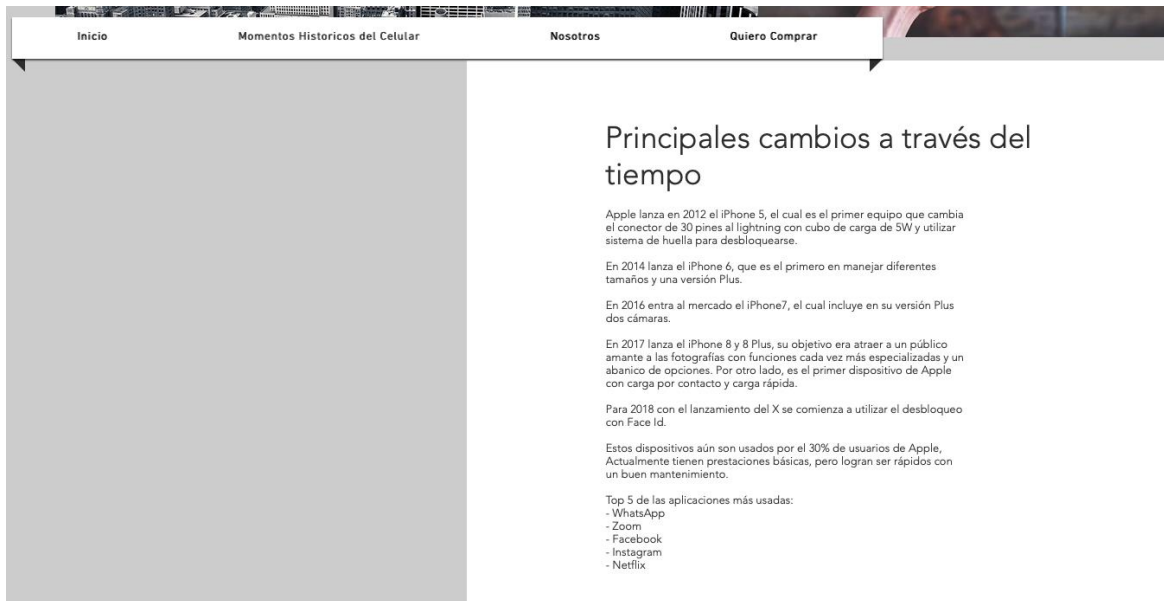 Inicio
Momentos Historicos del Celular
Nosotros
Quiero Comprar
Principales cambios a través del
tiempo
Apple lanza en 2012 el iPhone 5, el cual es el primer equipo que cambia
el conector de 30 pines al lightning con cubo de carga de 5W y utilizar
sistema de huella para desbloquearse.
En 2014 lanza el iPhone 6, que es el primero en manejar diferentes
tamaños y una versión Plus.
En 2016 entra al mercado el iPhone7, el cual incluye en su versión Plus
dos cámaras.
En 2017 lanza el iPhone 8 y 8 Plus, su objetivo era atraer a un público
amante a las fotografías con funciones cada vez más especializadas y un
abanico de opciones. Por otro lado, es el primer dispositivo de Apple
con carga por contacto y carga rápida.
Para 2018 con el lanzamiento del X se comienza a utilizar el desbloqueo
con Face Id.
Estos dispositivos aún son usados por el 30% de usuarios de Apple,
Actualmente tienen prestaciones básicas, pero logran ser rápidos con
un buen mantenimiento.
Top 5 de las aplicaciones más usadas:
- WhatsApp
- Zoom
- Facebook
- Instagram
- Netflix